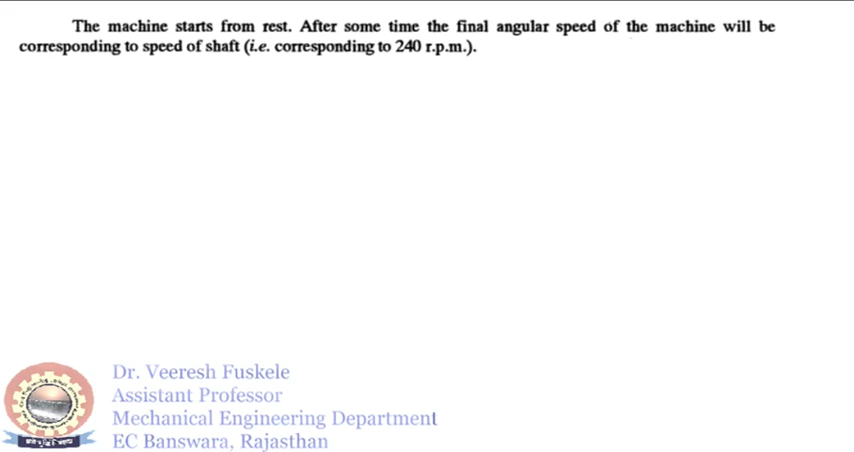 The machine starts from rest. After some time the final angular speed of the machine will be
corresponding to speed of shaft (i.e. corresponding to 240 r.p.m.).
Dr. Veeresh Fuskele
Assistant Professor
Mechanical Engineering Department
EC Banswara, Rajasthan